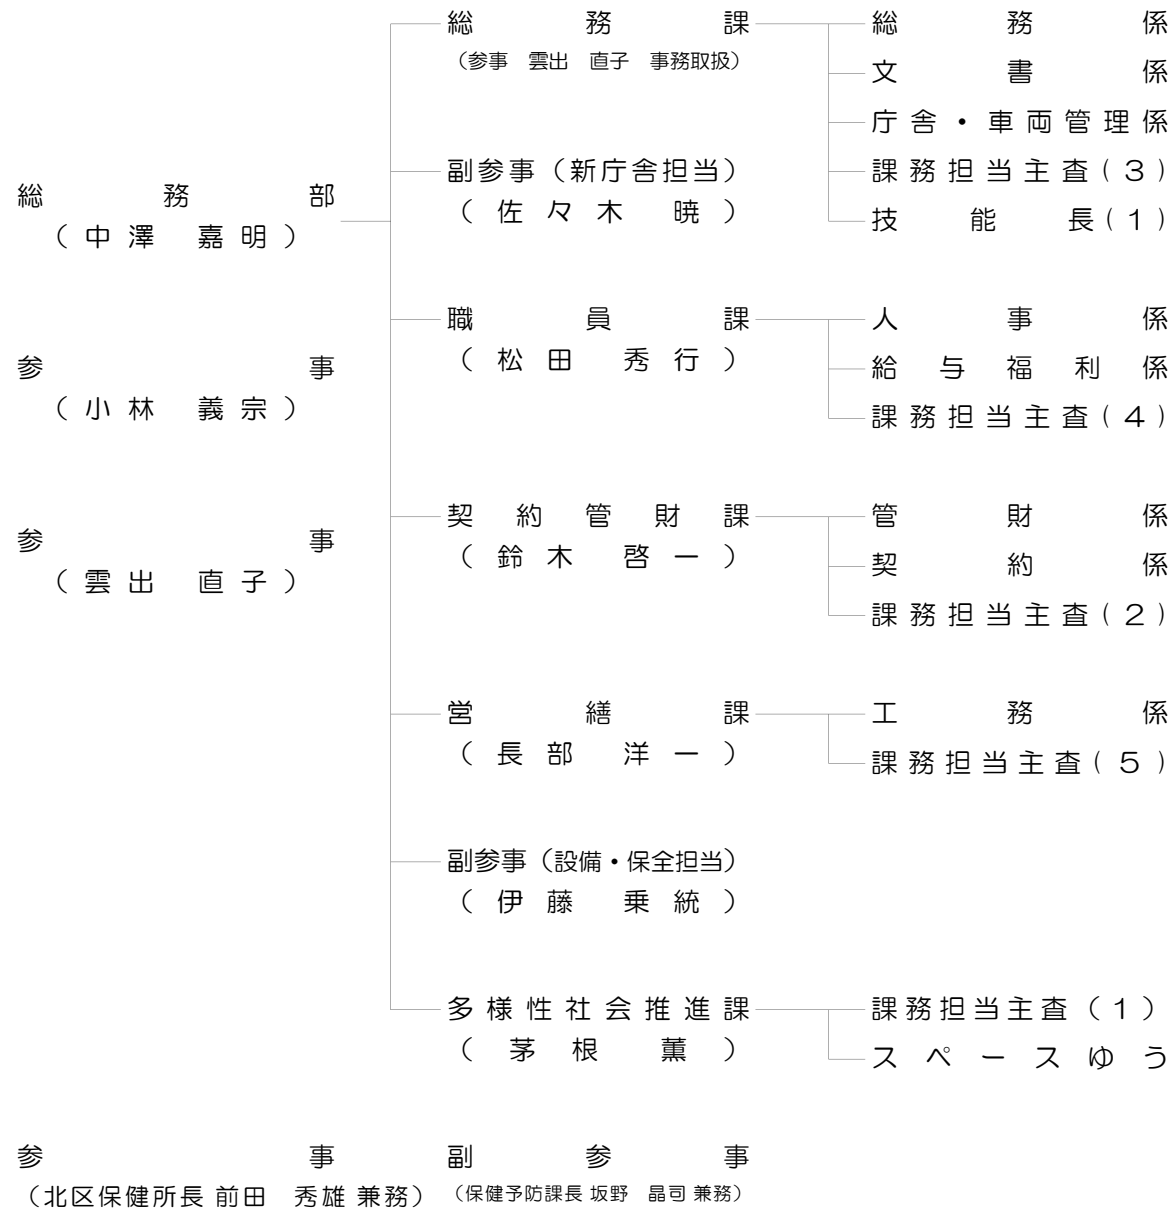 総務部
（中澤　嘉明）
参事
（小林　義宗）
参事
（雲出　直子）
総務課
（参事　雲出　直子　事務取扱）
総務係
文書係
庁舎・車両管理係
課務担当主査(３)
技能長(１)
副参事（新庁舎担当）
（佐々木　暁）
職員課
（松田　秀行）
人事係
給与福利係
課務担当主査(４)
契約管財課
（鈴木　啓一）
管財係
契約係
課務担当主査(２)
営繕課
（長部　洋一）
工務係
課務担当主査(５)
副参事（設備・保全担当）
（伊藤　乗統）
多様性社会推進課
（茅根　薫）
課務担当主査（１）
スペースゆう
参事
（北区保健所長 前田　秀雄 兼務）
副参事
（保健予防課長 坂野　晶司 兼務）